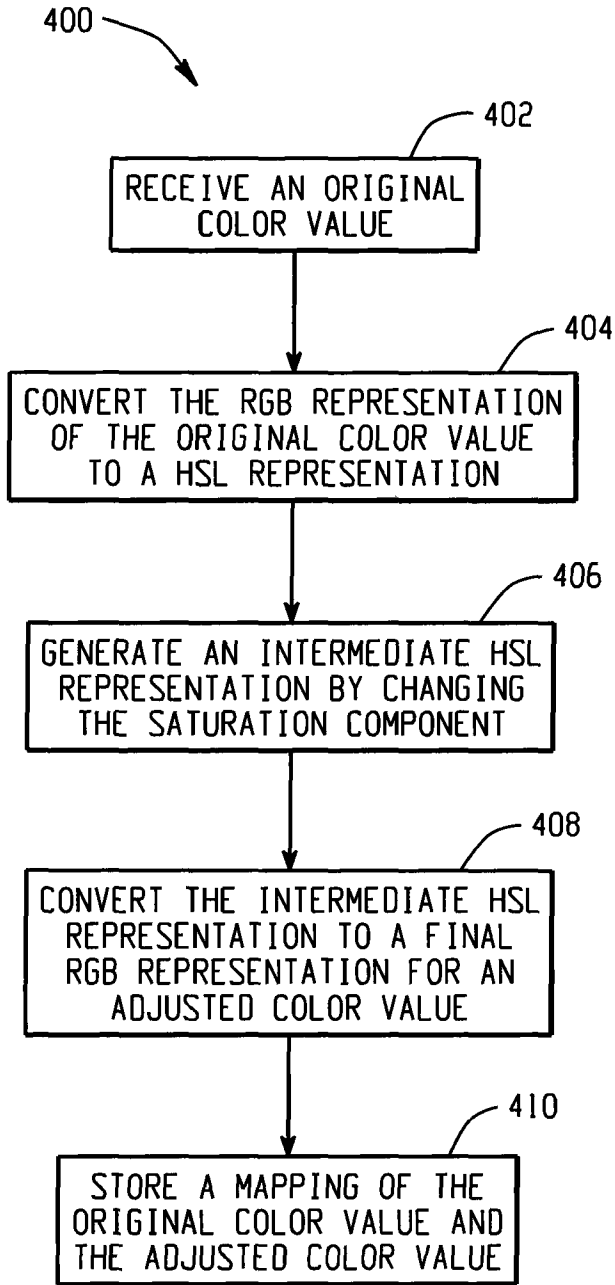 400
402
RECEIVE AN ORIGINAL
COLOR VALUE
404
CONVERT THE RGB REPRESENTATION
OF THE ORIGINAL COLOR VALUE
TO A HSL REPRESENTATION
406
GENERATE AN INTERMEDIATE HSL
REPRESENTATION BY CHANGING
THE SATURATION COMPONENT
408
CONVERT THE INTERMEDIATE HSL
REPRESENTATION TO A FINAL
RGB REPRESENTATION FOR AN
ADJUSTED COLOR VALUE
410
STORE A MAPPING OF THE
ORIGINAL COLOR VALUE AND
THE ADJUSTED COLOR VALUE